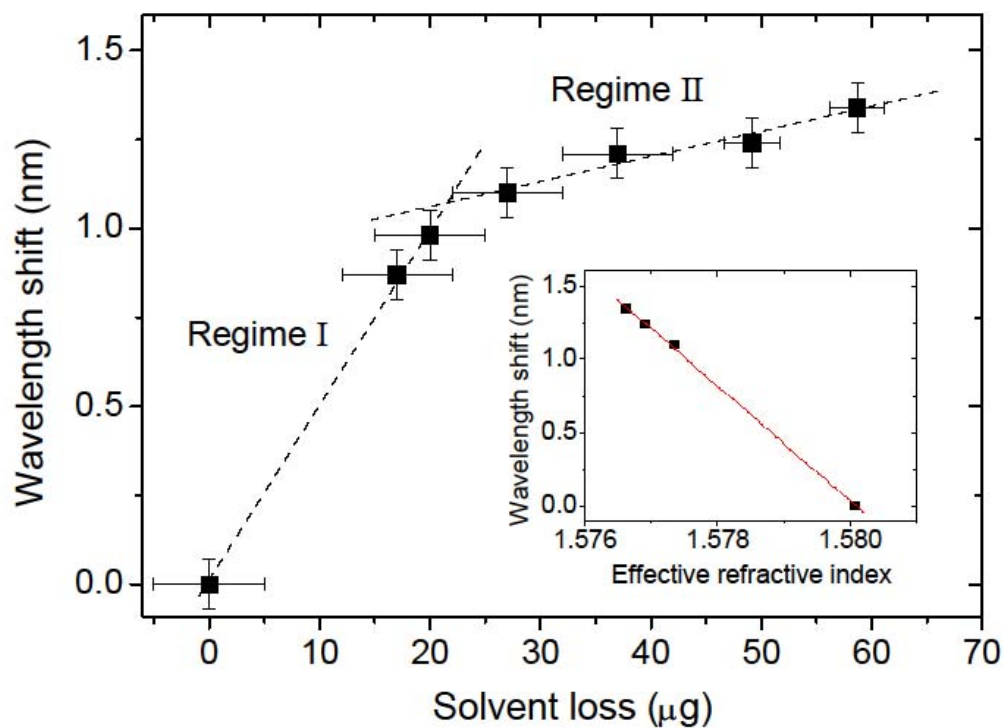 1.5
1.0
0.5
0.0
Wavelength shift (nm)
Regime II
Regime I
1.5
1.0
0.5
0.0
Wavelength shift (nm)
1.576 1.578 1.580
Effective refractive index
0 10 20 30 40 50 60 70
Solvent loss (μg)